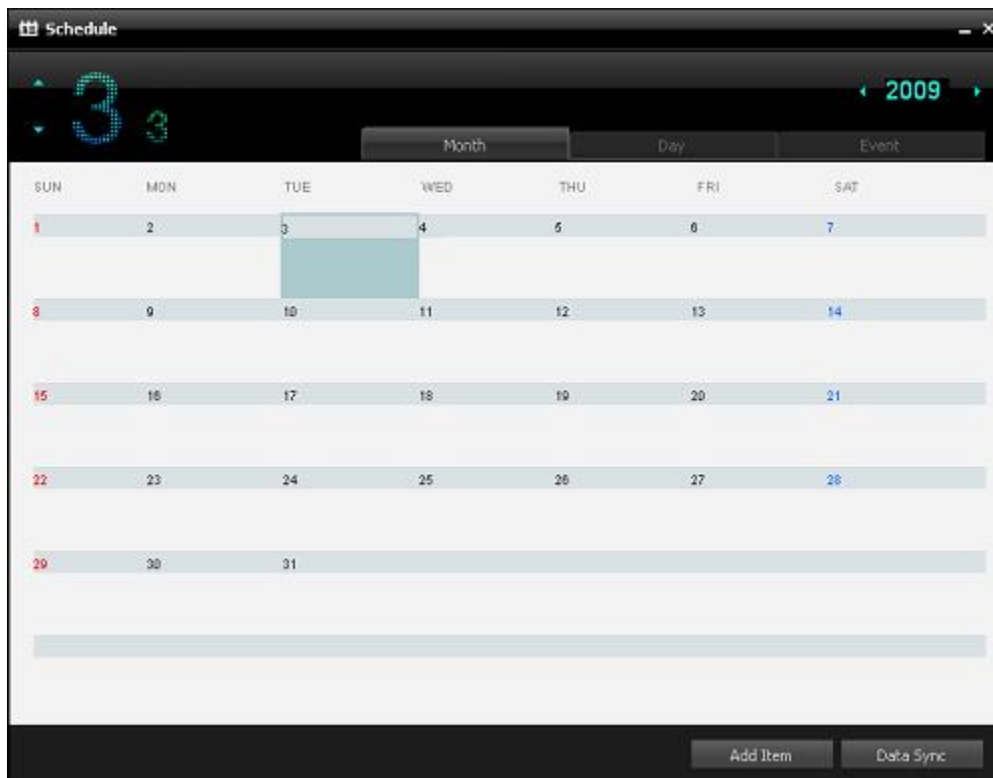 Schedule
3 3
2009
Month Day Event
SUN MON TUE WED THU FRI SAT
1 2 3 4 5 6 7
8 9 10 11 12 13 14
15 16 17 18 19 20 21
22 23 24 25 26 27 28
29 30 31
Add Item Data Sync